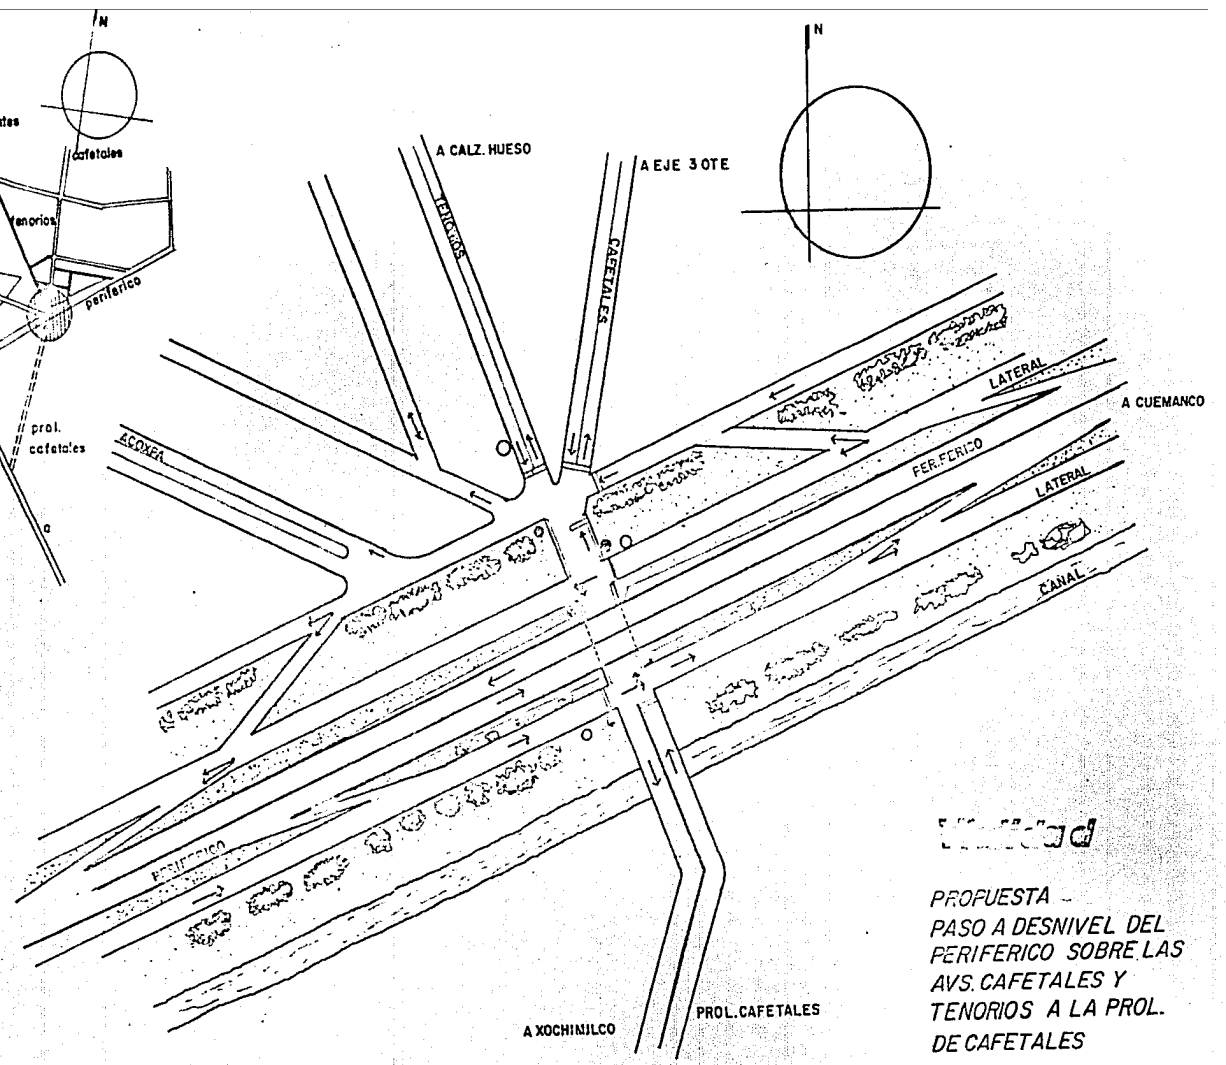 N
N
cafetales
tenorios
periferico
prol.
cafetales
a
A CALZ. HUESO
A EJE 3 OTE
TENORIOS
CAFETALES
ACOXPA
LATERAL
A CUEMANCO
PERIFERICO
LATERAL
CANAL
PERIFERICO
A XOCHIMILCO
PROL. CAFETALES
Vialidad
PROPUESTA
PASO A DESNIVEL DEL
PERIFERICO SOBRE LAS
AVS. CAFETALES Y
TENORIOS A LA PROL.
DE CAFETALES